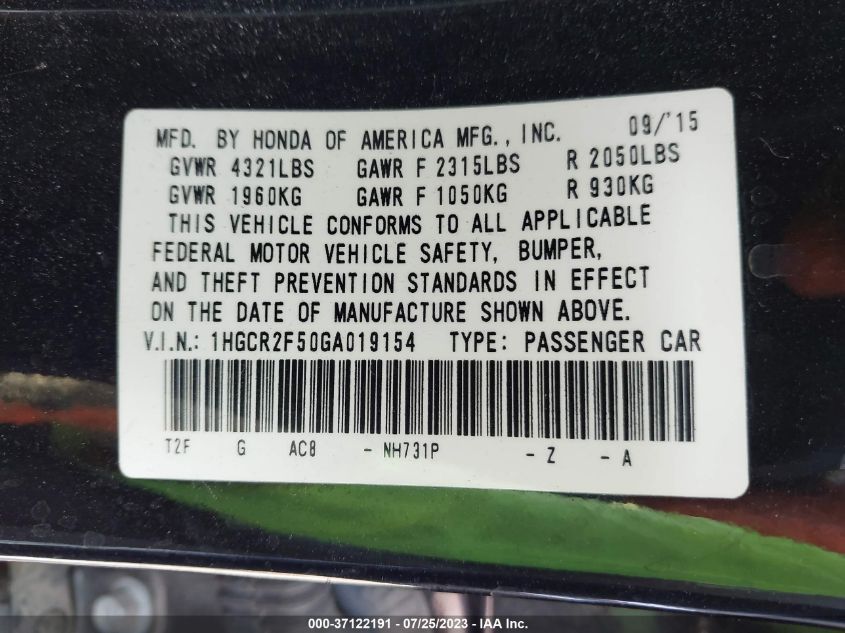 MFD. BY HONDA OF AMERICA MFG., INC. 09/'15
GVWR 4321LBS GAWR F 2315LBS R 2050LBS
GVWR 1960KG GAWR F 1050KG R 930KG
THIS VEHICLE CONFORMS TO ALL APPLICABLE
FEDERAL MOTOR VEHICLE SAFETY, BUMPER,
AND THEFT PREVENTION STANDARDS IN EFFECT
ON THE DATE OF MANUFACTURE SHOWN ABOVE.
V.I.N.: 1HGCR2F50GA019154 TYPE: PASSENGER CAR
T2F G AC8 - NH731P - Z - A
000-37122191 - 07/25/2023 - IAA Inc.